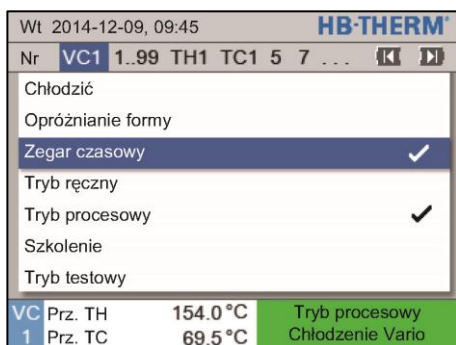 Wt 2014-12-09, 09:45 HB-THERM®
Nr VC1 1..99 TH1 TC1 5 7 ...
Chłodzić
Opróżnianie formy
Zegar czasowy
Tryb ręczny
Tryb procesowy
Szkolenie
Tryb testowy
VC Prz. TH 154.0 °C Tryb procesowy
1 Prz. TC 69.5 °C Chłodzenie Vario